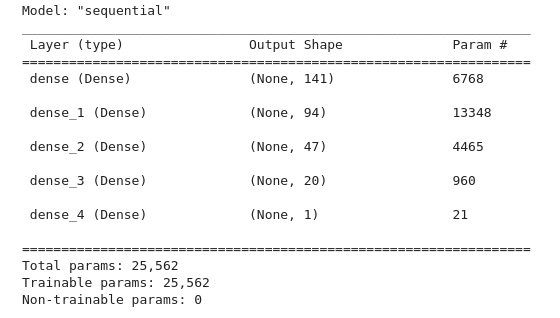 Model: "sequential"
_________________________________________________________________
Layer (type) Output Shape Param #
=================================================================
dense (Dense) (None, 141) 6768
dense_1 (Dense) (None, 94) 13348
dense_2 (Dense) (None, 47) 4465
dense_3 (Dense) (None, 20) 960
dense_4 (Dense) (None, 1) 21
=================================================================
Total params: 25,562
Trainable params: 25,562
Non-trainable params: 0